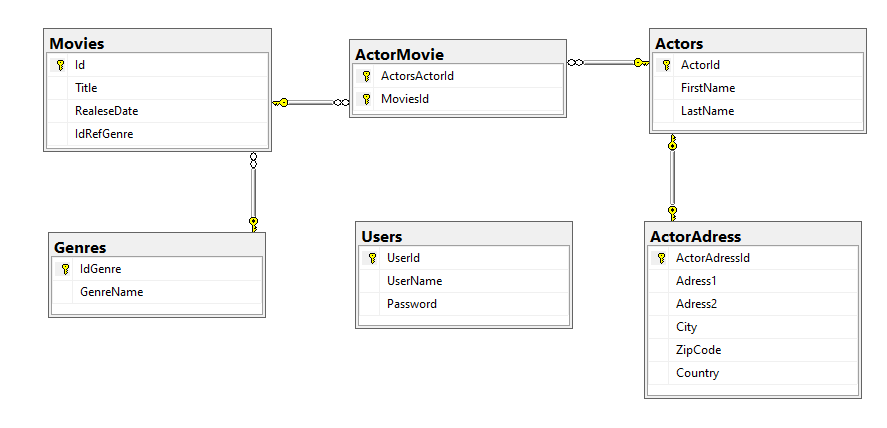 Movies
Id
Title
RealeseDate
IdRefGenre
ActorMovie
ActorsActorId
MoviesId
Actors
ActorId
FirstName
LastName
Genres
IdGenre
GenreName
Users
UserId
UserName
Password
ActorAdress
ActorAdressId
Adress1
Adress2
City
ZipCode
Country